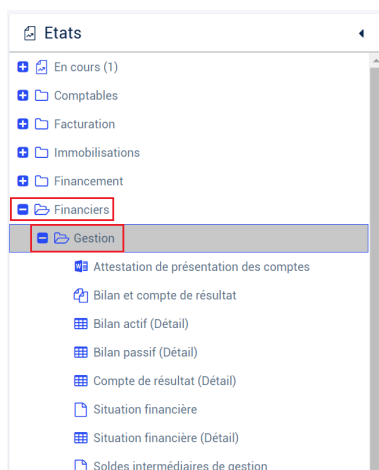 Etats
En cours (1)
Comptables
Facturation
Immobilisations
Financement
Financiers
Gestion
Attestation de présentation des comptes
Bilan et compte de résultat
Bilan actif (Détail)
Bilan passif (Détail)
Compte de résultat (Détail)
Situation financière
Situation financière (Détail)
Soldes intermédiaires de gestion